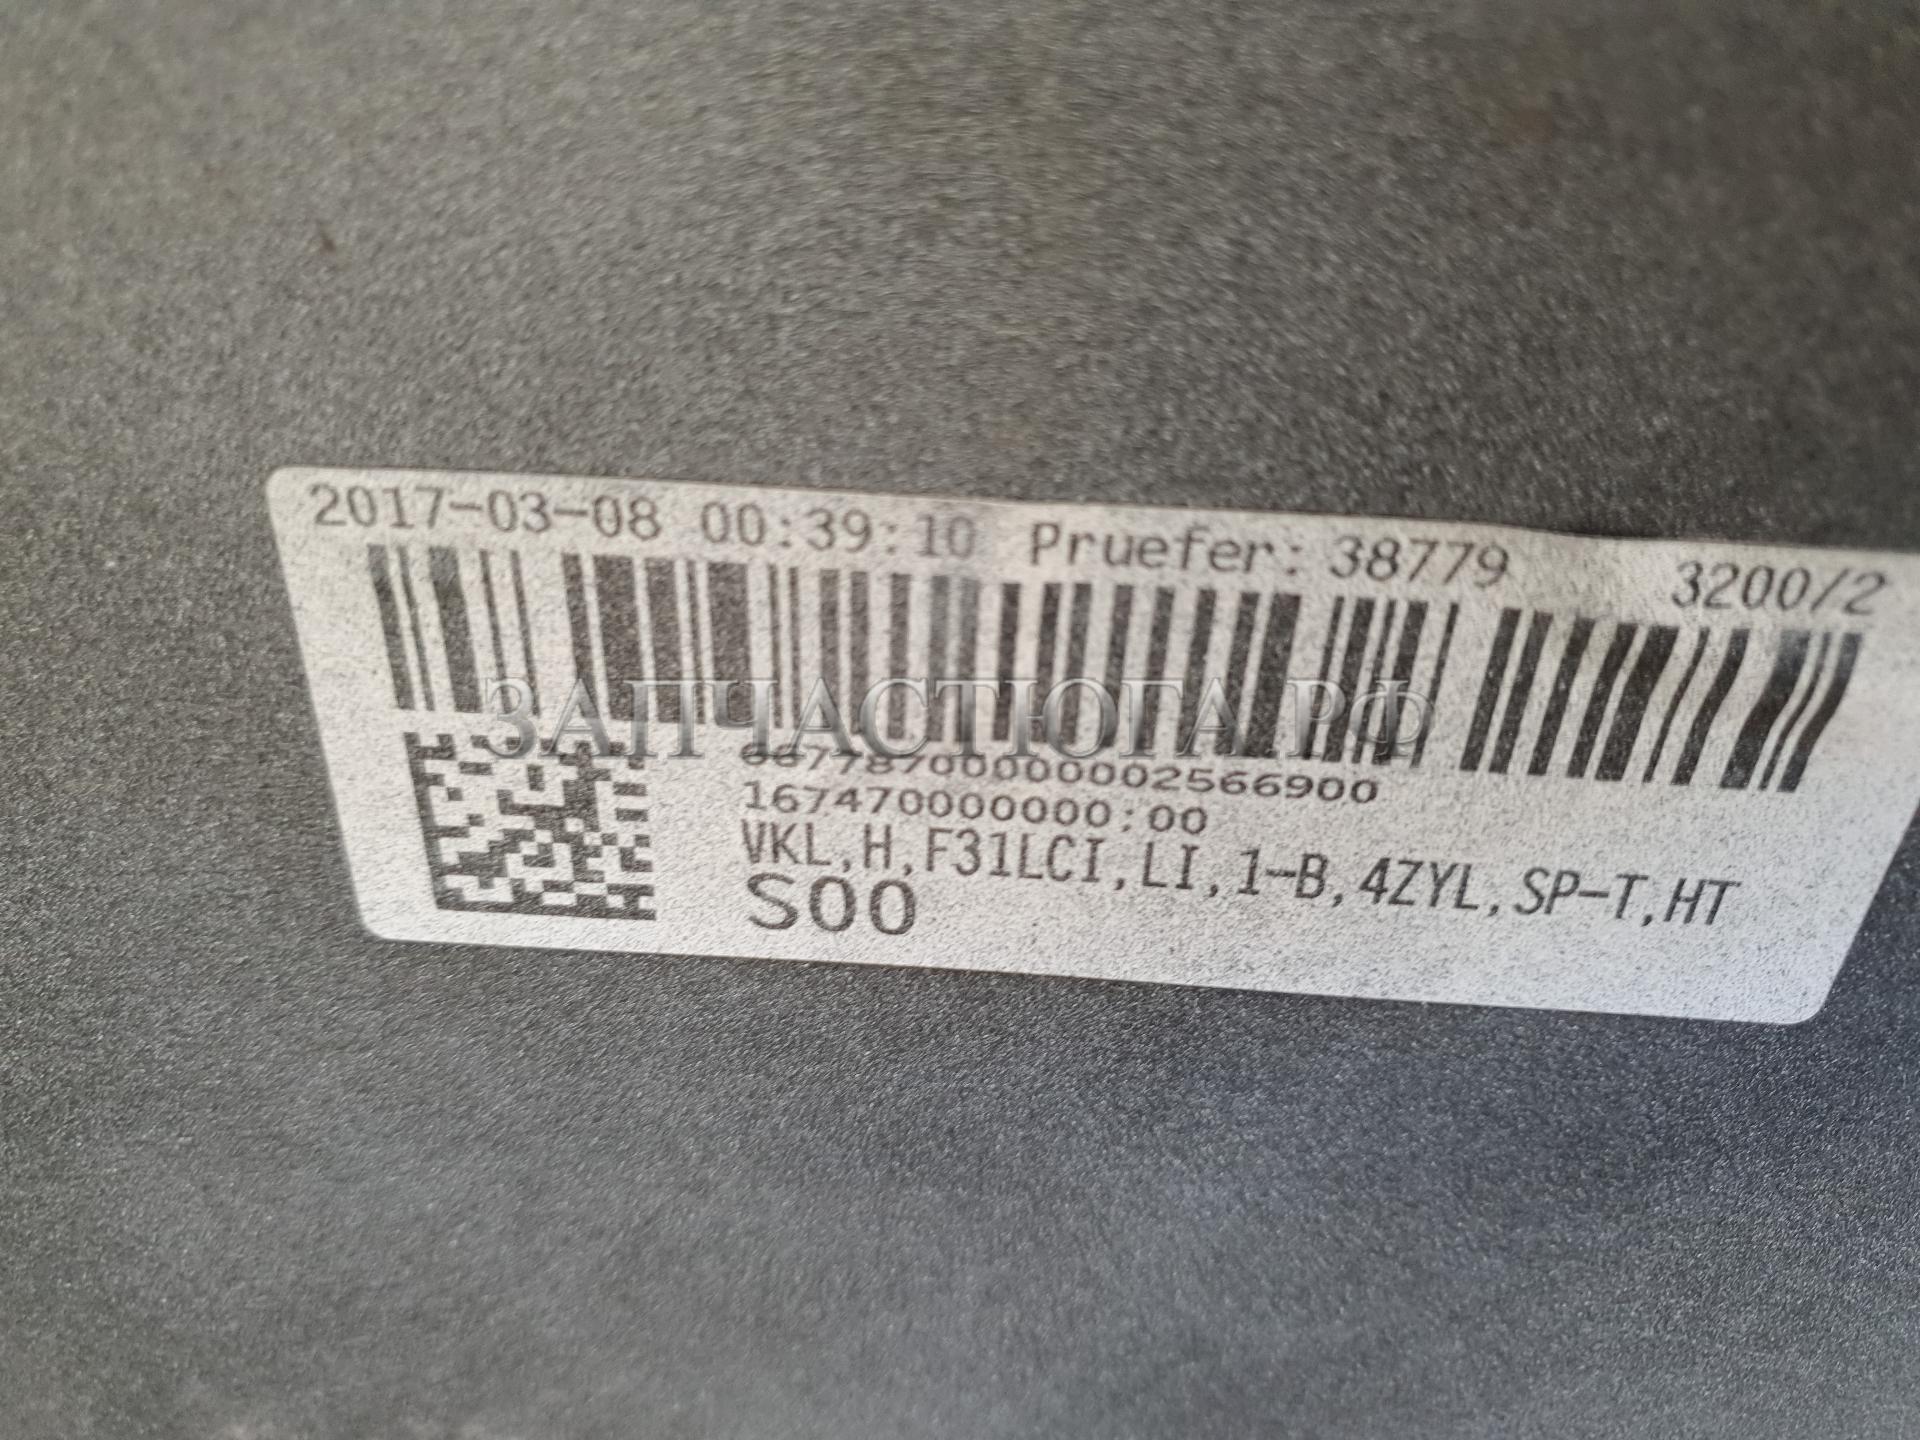 2017-03-08 00:39:10 Pruefer: 38779 3200/2
ЗАПЧАСТЮГА.РФ
667787000000002566900
167470000000:00
VKL,H,F31LCI,LI,1-B,4ZYL,SP-T,HT
S00